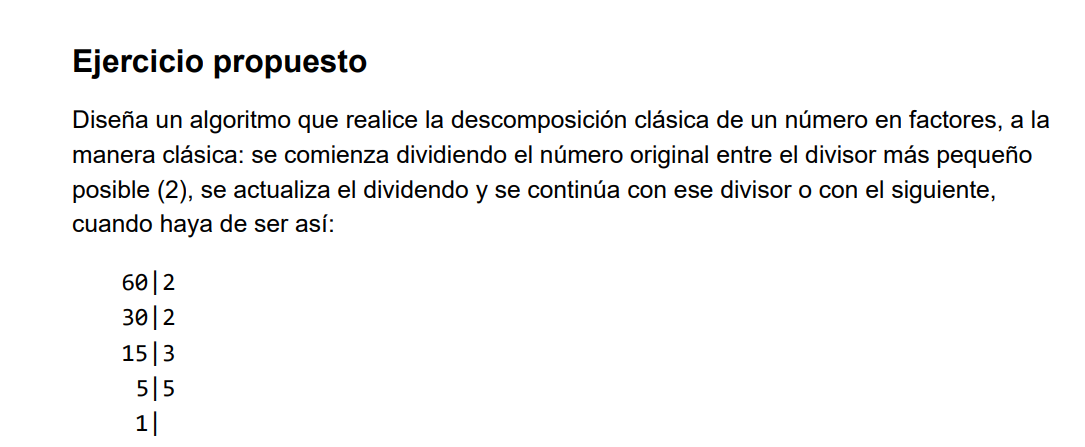 Ejercicio propuesto
Diseña un algoritmo que realice la descomposición clásica de un número en factores, a la
manera clásica: se comienza dividiendo el número original entre el divisor más pequeño
posible (2), se actualiza el dividendo y se continúa con ese divisor o con el siguiente,
cuando haya de ser así:
60|2
30|2
15|3
5|5
1|